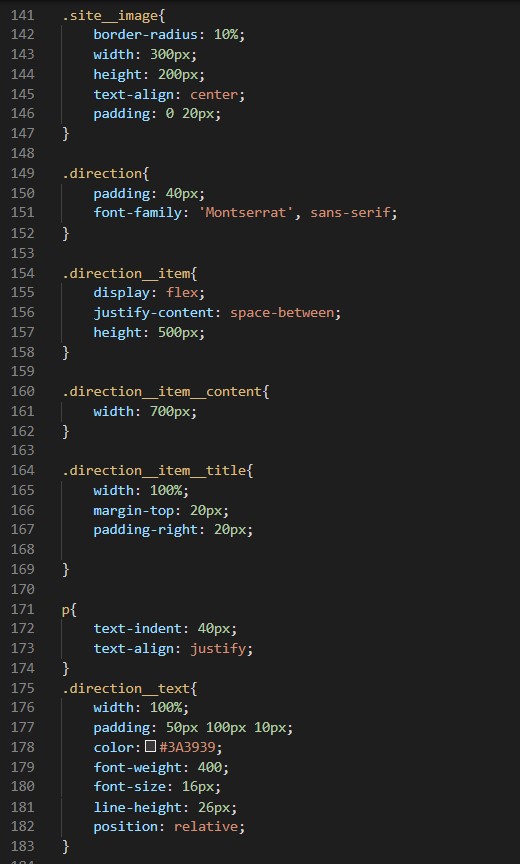 141 .site__image{
142     border-radius: 10%;
143     width: 300px;
144     height: 200px;
145     text-align: center;
146     padding: 0 20px;
147 }
148
149 .direction{
150     padding: 40px;
151     font-family: 'Montserrat', sans-serif;
152 }
153
154 .direction__item{
155     display: flex;
156     justify-content: space-between;
157     height: 500px;
158 }
159
160 .direction__item__content{
161     width: 700px;
162 }
163
164 .direction__item__title{
165     width: 100%;
166     margin-top: 20px;
167     padding-right: 20px;
168
169 }
170
171 p{
172     text-indent: 40px;
173     text-align: justify;
174 }
175 .direction__text{
176     width: 100%;
177     padding: 50px 100px 10px;
178     color: #3A3939;
179     font-weight: 400;
180     font-size: 16px;
181     line-height: 26px;
182     position: relative;
183 }